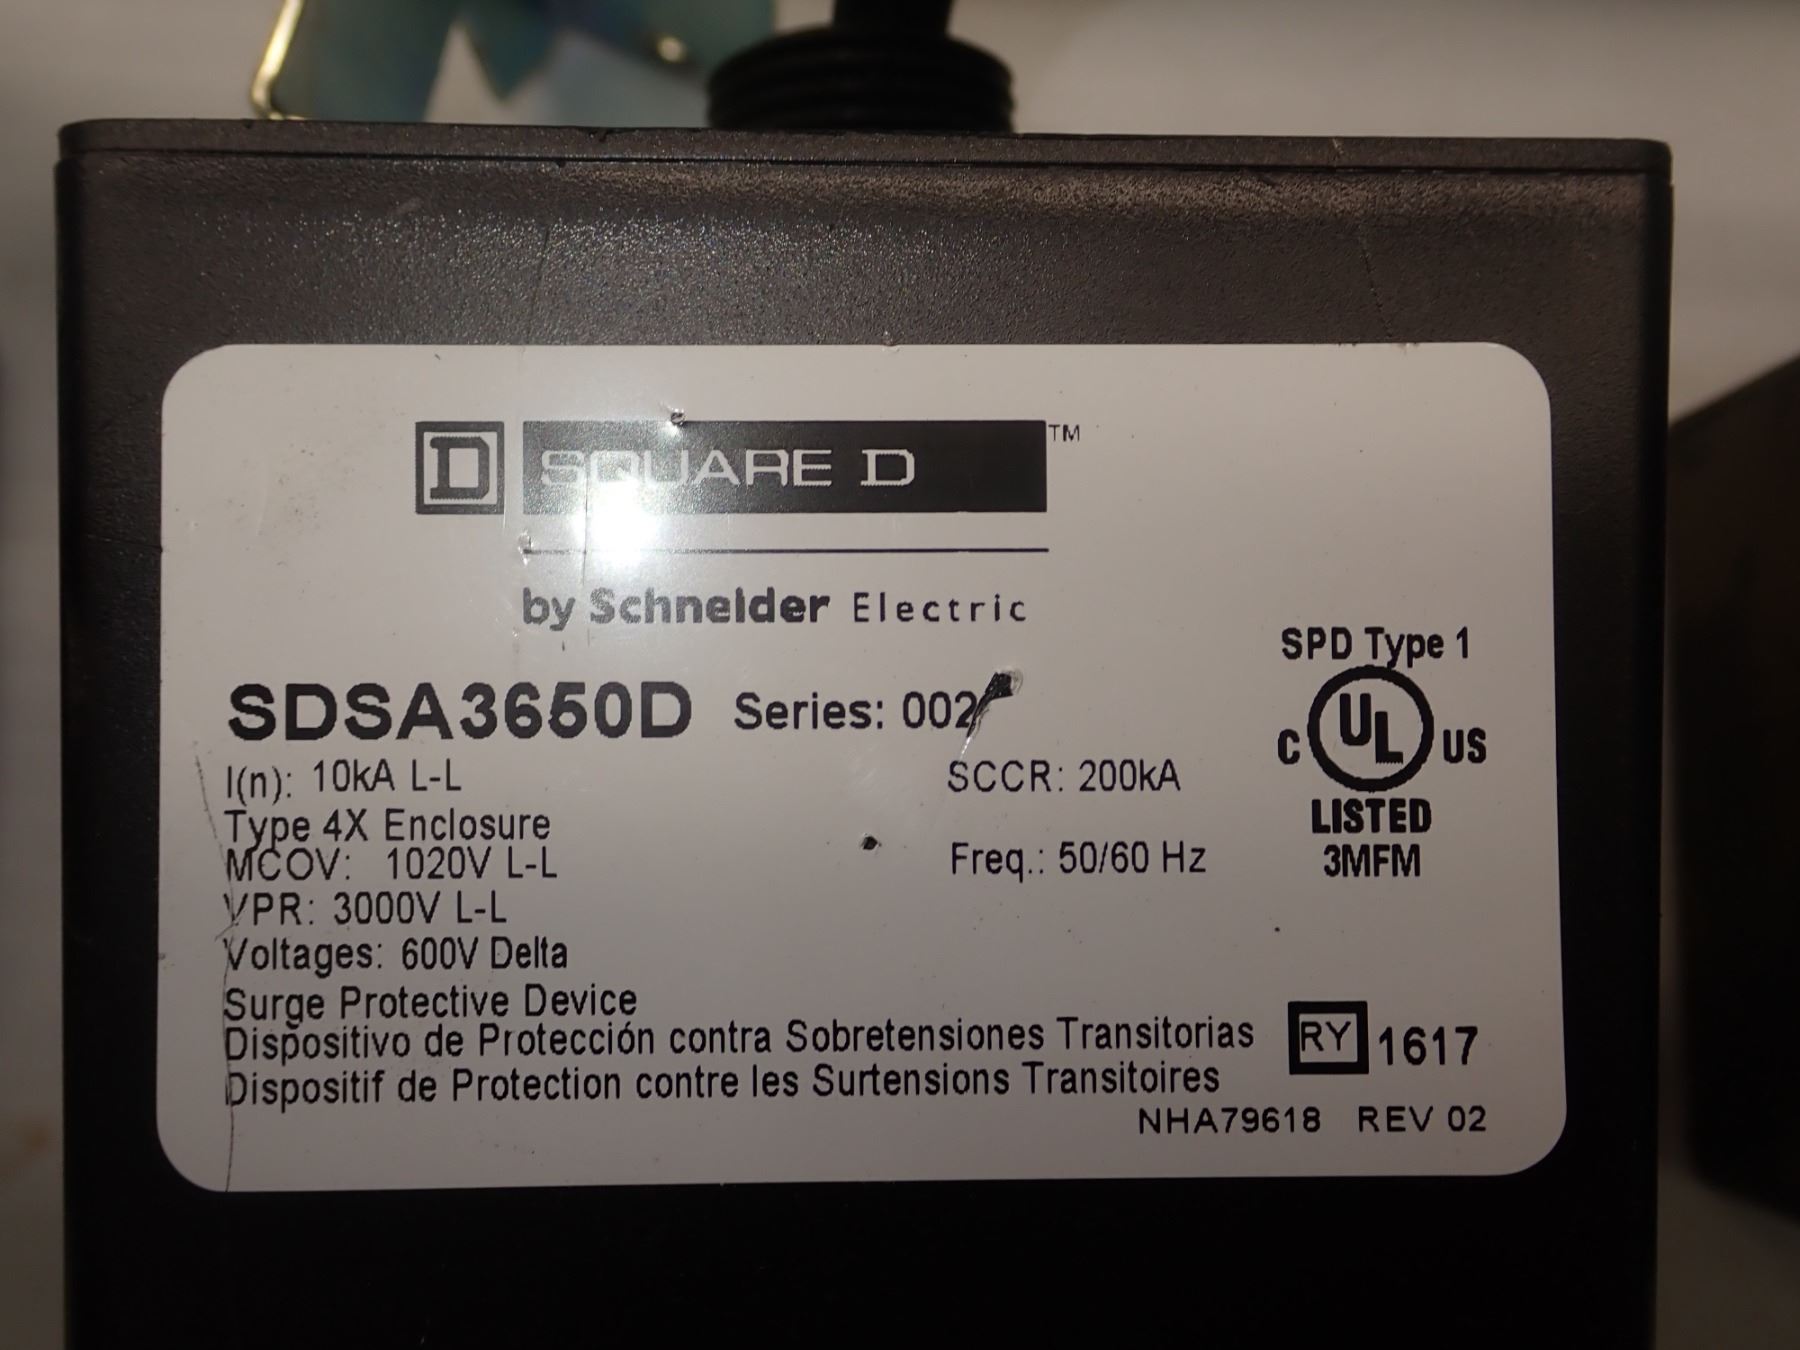 D SQUARE D ™
by Schneider Electric
SPD Type 1
SDSA3650D Series: 002
C UL US
I(n): 10kA L-L SCCR: 200kA
LISTED
Type 4X Enclosure
MCOV: 1020V L-L Freq.: 50/60 Hz
3MFM
VPR: 3000V L-L
Voltages: 600V Delta
Surge Protective Device
Dispositivo de Protección contra Sobretensiones Transitorias
RY 1617
Dispositif de Protection contre les Surtensions Transitoires
NHA79618 REV 02